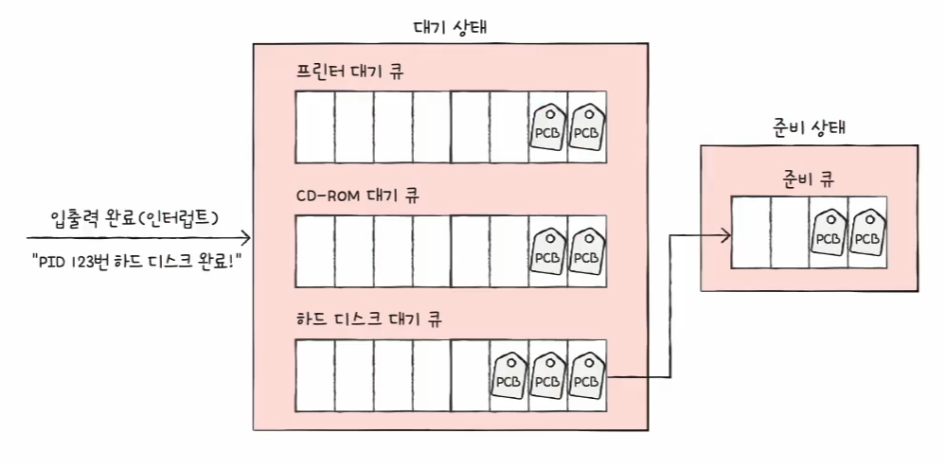 대기 상태
프린터 대기 큐
PCB PCB
준비 상태
준비 큐
CD-ROM 대기 큐
입출력 완료(인터럽트)
PCB PCB
PCB PCB
"PID 123번 하드 디스크 완료!"
하드 디스크 대기 큐
PCB PCB PCB